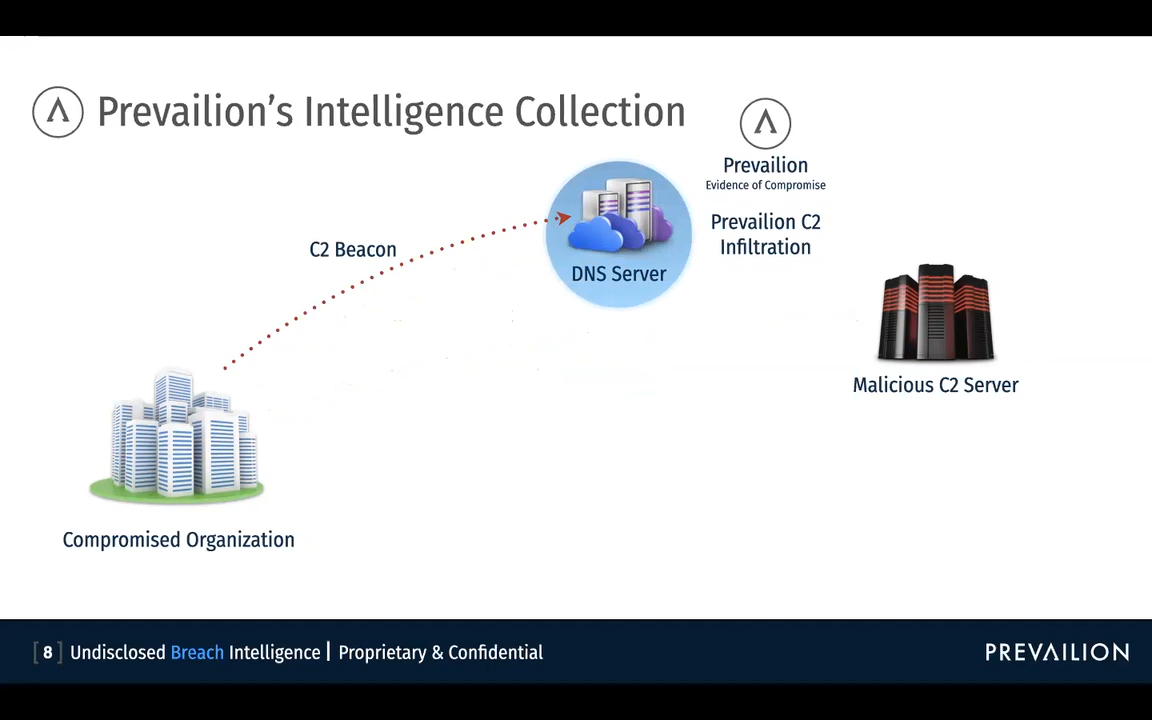 Prevailion's Intelligence Collection
Prevailion
Evidence of Compromise
Prevailion C2
Infiltration
C2 Beacon
DNS Server
Malicious C2 Server
Compromised Organization
[ 8 ] Undisclosed Breach Intelligence | Proprietary & Confidential
PREVAILION